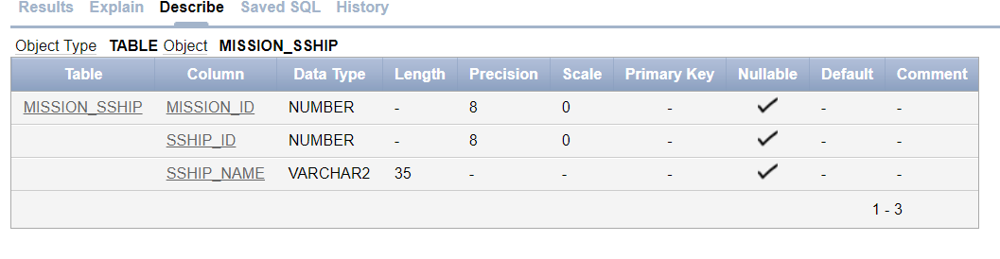 Results Explain Describe Saved SQL History
Object Type TABLE Object MISSION_SSHIP
Table Column Data Type Length Precision Scale Primary Key Nullable Default Comment
MISSION_SSHIP MISSION_ID NUMBER - 8 0 - ✓ - -
SSHIP_ID NUMBER - 8 0 - ✓ - -
SSHIP_NAME VARCHAR2 35 - - - ✓ - -
1 - 3